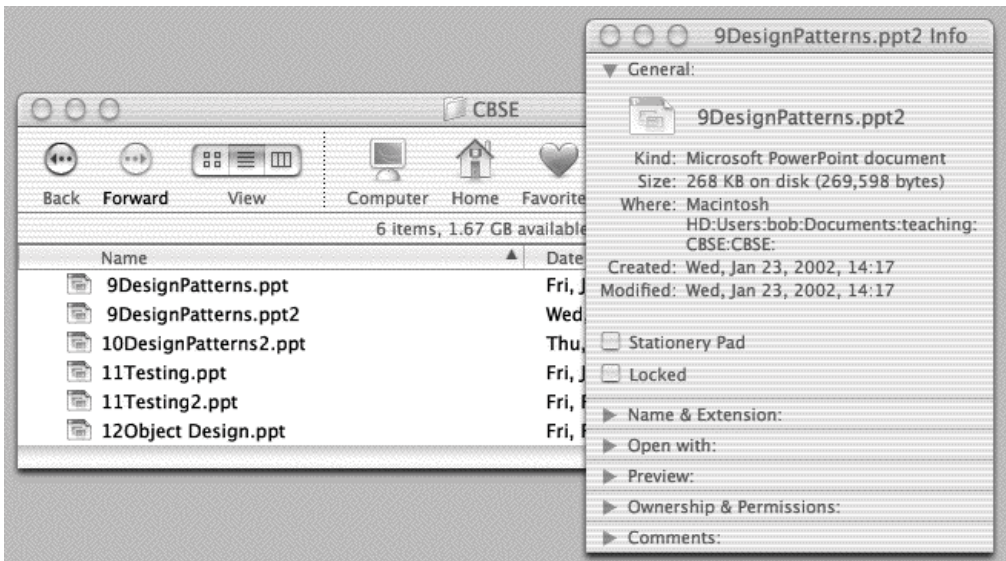 CBSE
Back Forward View Computer Home Favorite
6 items, 1.67 GB available
Name Date
9DesignPatterns.ppt Fri, J
9DesignPatterns.ppt2 Wed,
10DesignPatterns2.ppt Thu,
11Testing.ppt Fri, J
11Testing2.ppt Fri, F
12Object Design.ppt Fri, F
9DesignPatterns.ppt2 Info
General:
9DesignPatterns.ppt2
Kind: Microsoft PowerPoint document
Size: 268 KB on disk (269,598 bytes)
Where: Macintosh
HD:Users:bob:Documents:teaching:
CBSE:CBSE:
Created: Wed, Jan 23, 2002, 14:17
Modified: Wed, Jan 23, 2002, 14:17
Stationery Pad
Locked
Name & Extension:
Open with:
Preview:
Ownership & Permissions:
Comments: